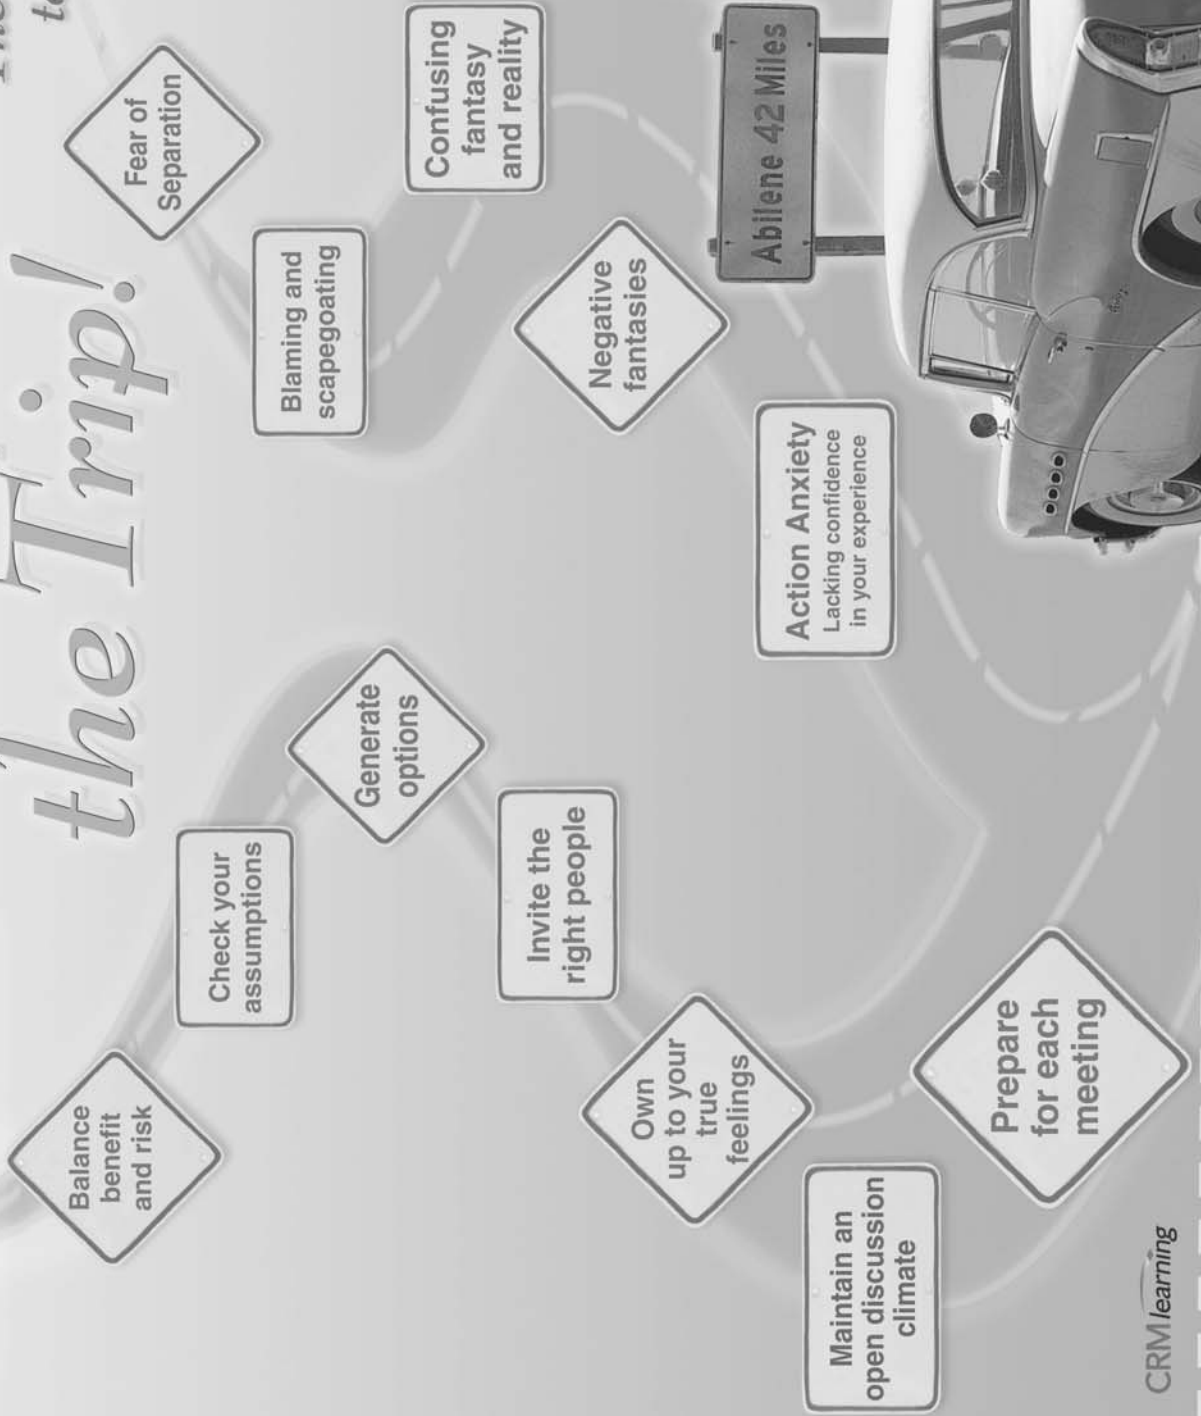 the Trip!
Balance
benefit
and risk
Check your
assumptions
Generate
options
Invite the
right people
Own
up to your
true
feelings
Maintain an
open discussion
climate
Prepare
for each
meeting
CRM learning
Fear of
Separation
Blaming and
scapegoating
Confusing
fantasy
and reality
Negative
fantasies
Action Anxiety
Lacking confidence
in your experience
Abilene 42 Miles